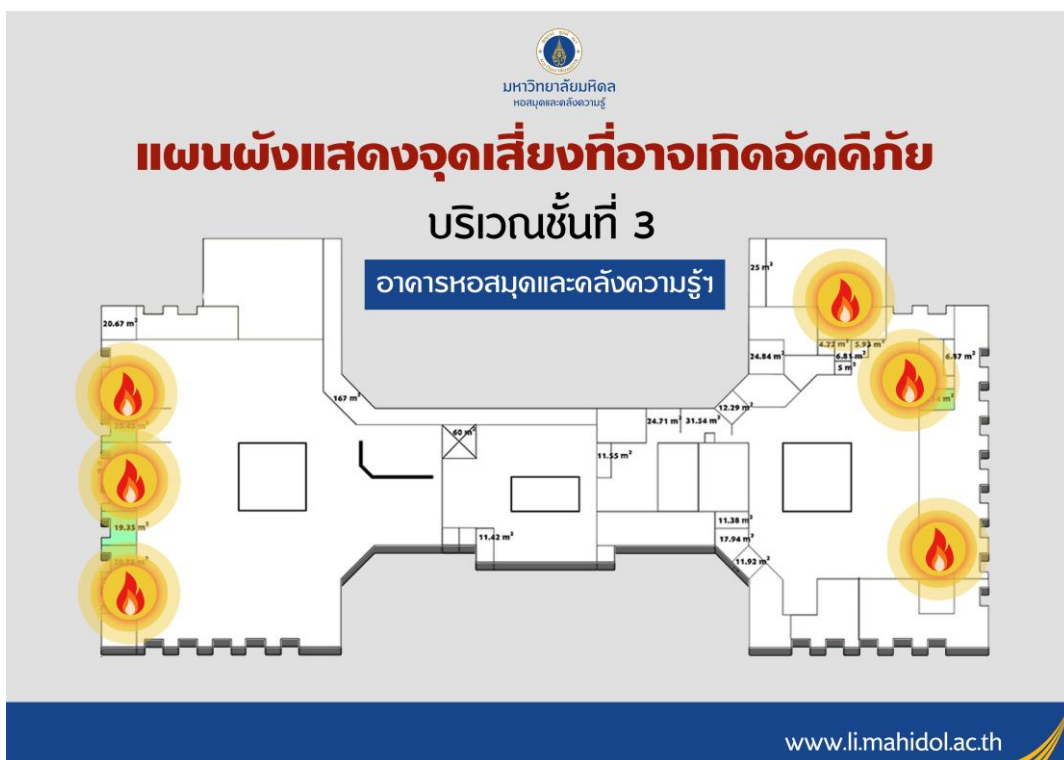 มหาวิทยาลัยมหิดล
หอสมุดและคลังความรู้
แผนผังแสดงจุดเสี่ยงที่อาจเกิดอัคคีภัย
บริเวณชั้นที่ 3
อาคารหอสมุดและคลังความรู้ฯ
25 m²
20.67 m²
4.22 m² 5.93 m²
24.84 m² 6.81 m² 6.87 m²
5 m²
167 m²
12.29 m²
24.71 m² 31.54 m²
60 m²
11.55 m²
19.35 m²
11.38 m²
11.42 m²
17.94 m²
11.92 m²
www.li.mahidol.ac.th